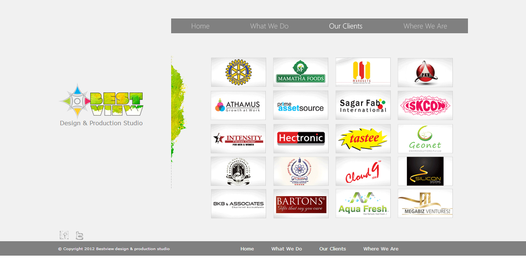 Home What We Do Our Clients Where We Are
BEST
VIEW
Design & Production Studio
MAMATHA FOODS
ATHAMUS
prime
assetsource
Sagar Fab
International
SKCON
INTENSITY
Hectronic
tastee
Geonet
Cloud 9
SILICON
BKB & ASSOCIATES
BARTONS
Aqua Fresh
MEGABIZ VENTURES
© Copyright 2012 Bestview design & production studio
Home What We Do Our Clients Where We Are